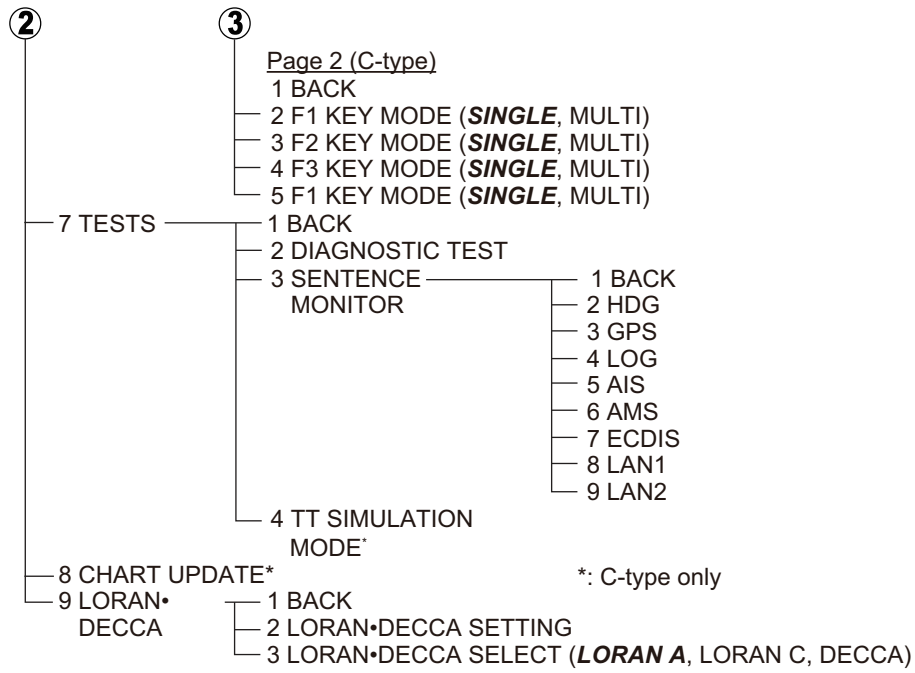 2 3
Page 2 (C-type)
1 BACK
2 F1 KEY MODE (SINGLE, MULTI)
3 F2 KEY MODE (SINGLE, MULTI)
4 F3 KEY MODE (SINGLE, MULTI)
5 F1 KEY MODE (SINGLE, MULTI)
7 TESTS
1 BACK
2 DIAGNOSTIC TEST
3 SENTENCE
MONITOR
1 BACK
2 HDG
3 GPS
4 LOG
5 AIS
6 AMS
7 ECDIS
8 LAN1
9 LAN2
4 TT SIMULATION
MODE*
8 CHART UPDATE*
*: C-type only
9 LORAN•
DECCA
1 BACK
2 LORAN•DECCA SETTING
3 LORAN•DECCA SELECT (LORAN A, LORAN C, DECCA)